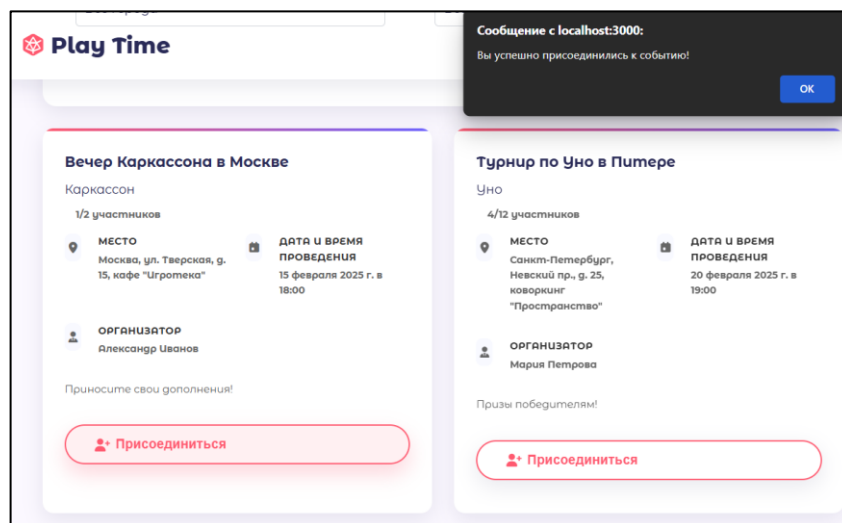 Play Time
Сообщение с localhost:3000:
Вы успешно присоединились к событию!
ОК
Вечер Каркассона в Москве
Каркассон
1/2 участников
МЕСТО
Москва, ул. Тверская, д.
15, кафе "Игротека"
ДАТА И ВРЕМЯ
ПРОВЕДЕНИЯ
15 февраля 2025 г. в
18:00
ОРГАНИЗАТОР
Александр Иванов
Приносите свои дополнения!
Присоединиться
Турнир по Уно в Питере
Уно
4/12 участников
МЕСТО
Санкт-Петербург,
Невский пр., д. 25,
коворкинг
"Пространство"
ДАТА И ВРЕМЯ
ПРОВЕДЕНИЯ
20 февраля 2025 г. в
19:00
ОРГАНИЗАТОР
Мария Петрова
Призы победителям!
Присоединиться